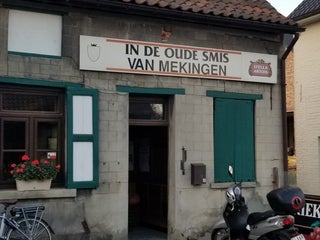 IN DE OUDE SMIS
VAN MEKINGEN
STELLA
ARTOIS